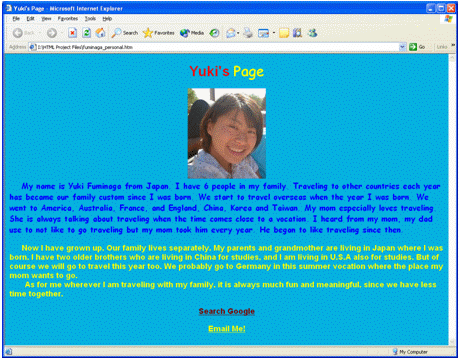 Yuki's Page - Microsoft Internet Explorer
File Edit View Favorites Tools Help
Back Search Favorites Media
Address E:\HTML Project Files\fuminaga_personal.htm Go Links »
Yuki's Page
My name is Yuki Fuminaga from Japan. I have 6 people in my family. Traveling to other countries each year
has become our family custom since I was born. We start to travel overseas when the year I was born. We
went to America, Australia, France, and England, China, Korea and Taiwan. My mom especially loves traveling.
She is always talking about traveling when the time comes close to a vacation. I heard from my mom, my dad
use to not like to go traveling but my mom took him every year. He began to like traveling since then.
Now I have grown up. Our family lives separately. My parents and grandmother are living in Japan where I was
born. I have two older brothers who are living in China for studies, and I am living in U.S.A also for studies. But of
course we will go to travel this year too. We probably go to Germany in this summer vocation where the place my
mom wants to go.
As for me wherever I am traveling with my family, it is always much fun and meaningful, since we have less
time together.
Search Google
Email Me!
My Computer